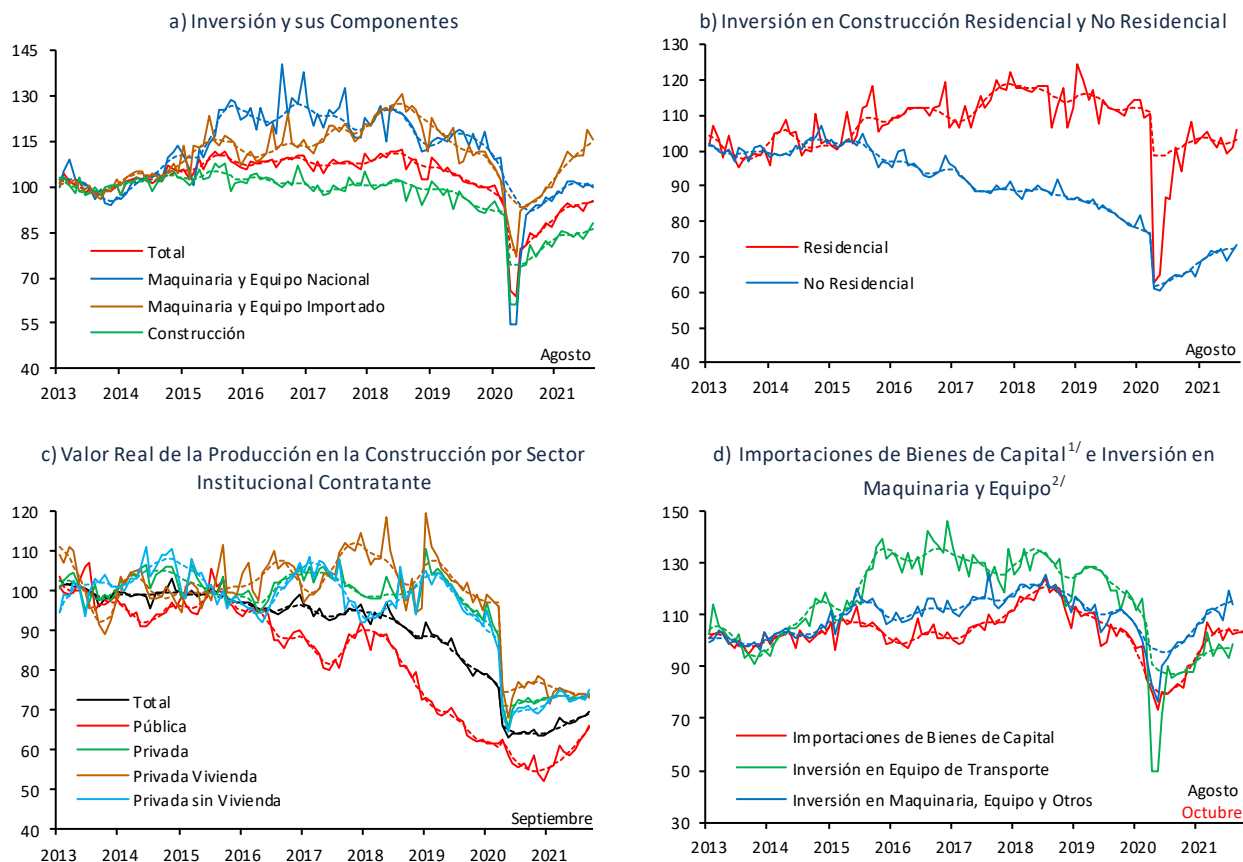 a) Inversión y sus Componentes
145
130
115
100
85
70
55
40
Total
Maquinaria y Equipo Nacional
Maquinaria y Equipo Importado
Construcción
Agosto
2013 2014 2015 2016 2017 2018 2019 2020 2021
b) Inversión en Construcción Residencial y No Residencial
130
120
110
100
90
80
70
60
50
40
Residencial
No Residencial
Agosto
2013 2014 2015 2016 2017 2018 2019 2020 2021
c) Valor Real de la Producción en la Construcción por Sector
Institucional Contratante
120
110
100
90
80
70
60
50
40
Total
Pública
Privada
Privada Vivienda
Privada sin Vivienda
Septiembre
2013 2014 2015 2016 2017 2018 2019 2020 2021
d) Importaciones de Bienes de Capital1/ e Inversión en
Maquinaria y Equipo2/
150
130
110
90
70
50
30
Importaciones de Bienes de Capital
Inversión en Equipo de Transporte
Inversión en Maquinaria, Equipo y Otros
Agosto
Octubre
2013 2014 2015 2016 2017 2018 2019 2020 2021